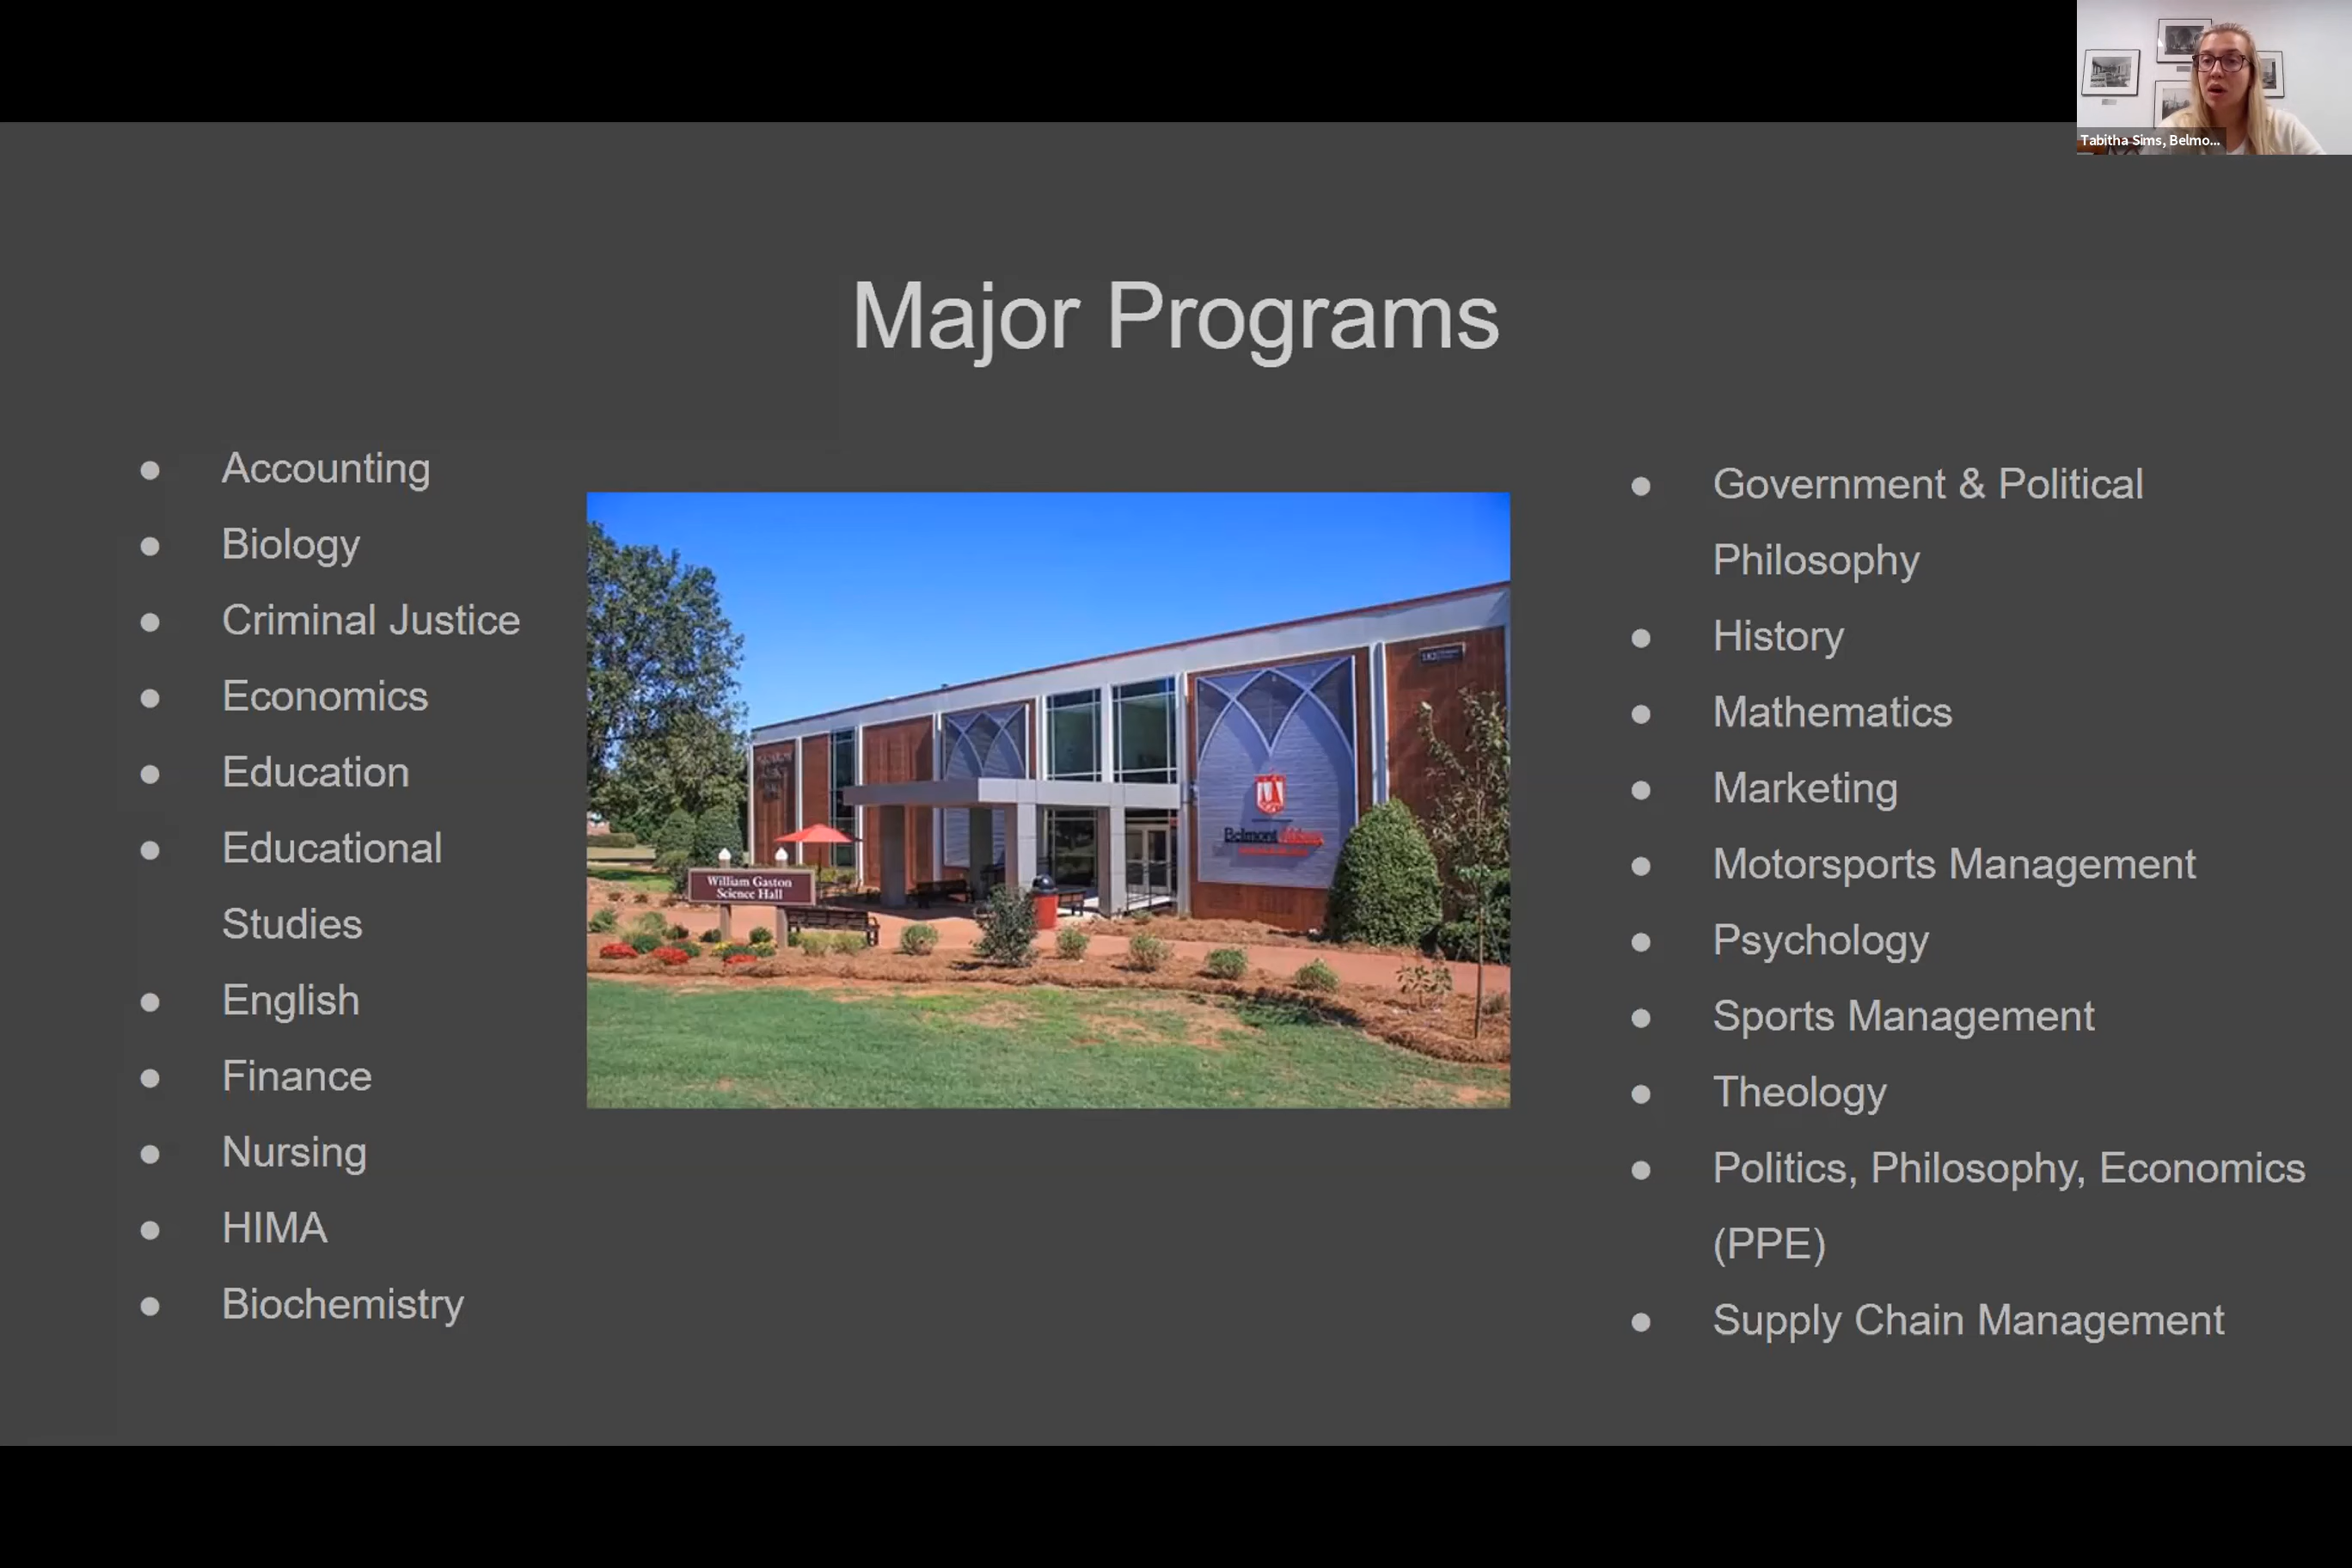 Tabitha Sims, Belmo...
Major Programs
● Accounting
● Biology
● Criminal Justice
● Economics
● Education
● Educational
Studies
● English
● Finance
● Nursing
● HIMA
● Biochemistry
William Gaston
Science Hall
Belmont Abbey
● Government & Political
Philosophy
● History
● Mathematics
● Marketing
● Motorsports Management
● Psychology
● Sports Management
● Theology
● Politics, Philosophy, Economics
(PPE)
● Supply Chain Management